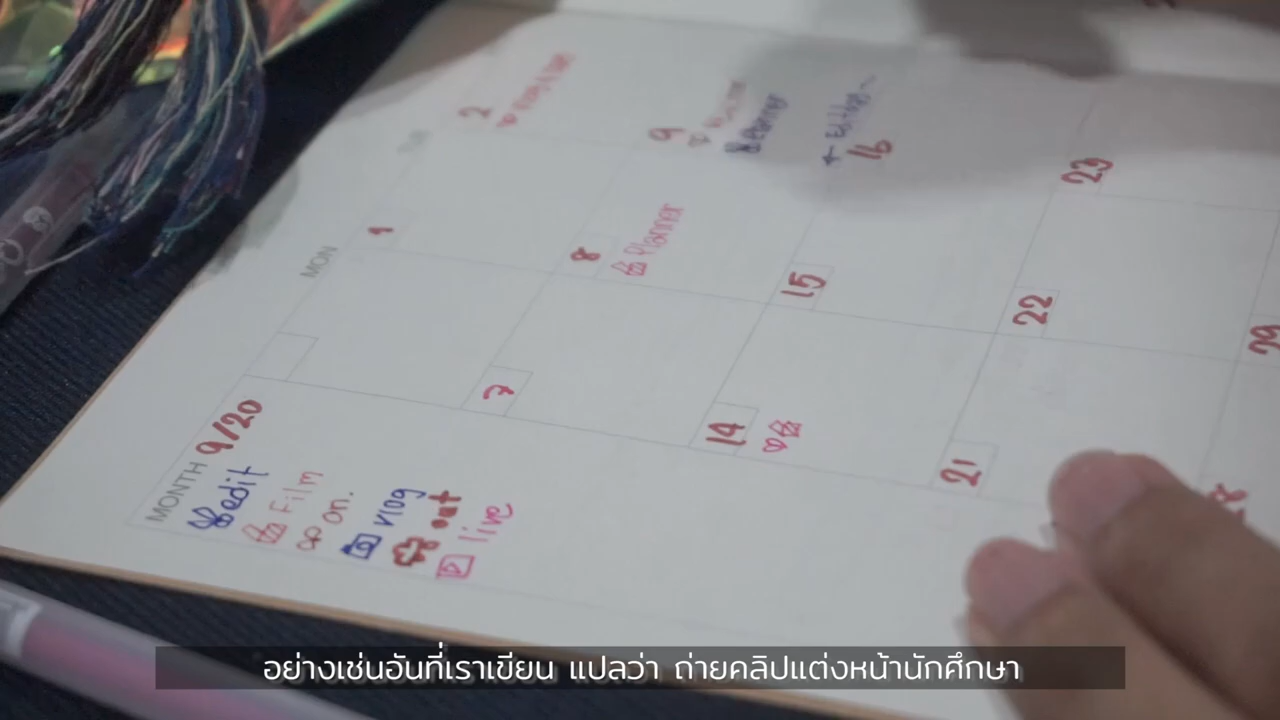 MONTH 9/20
edit
Film
on.
vlog
out
live
MON
1
2
7
8
Planner
9
Planner
14
15
16
21
22
23
29
อย่างเช่นอันที่เราเขียน แปลว่า ถ่ายคลิปแต่งหน้านักศึกษา